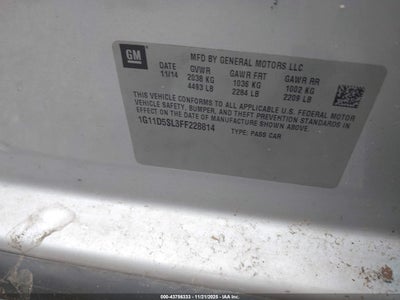 GM
MFD BY GENERAL MOTORS LLC
DATE GVWR GAWR FRT GAWR RR
11/14 2038 KG 1036 KG 1002 KG
4493 LB 2284 LB 2209 LB
THIS VEHICLE CONFORMS TO ALL APPLICABLE U.S. FEDERAL MOTOR
VEHICLE SAFETY, BUMPER, AND THEFT PREVENTION STANDARDS IN
EFFECT ON THE DATE OF MANUFACTURE SHOWN ABOVE.
1G11D5SL3FF228814 TYPE: PASS CAR
000-43756333 - 11/21/2025 - IAA Inc.